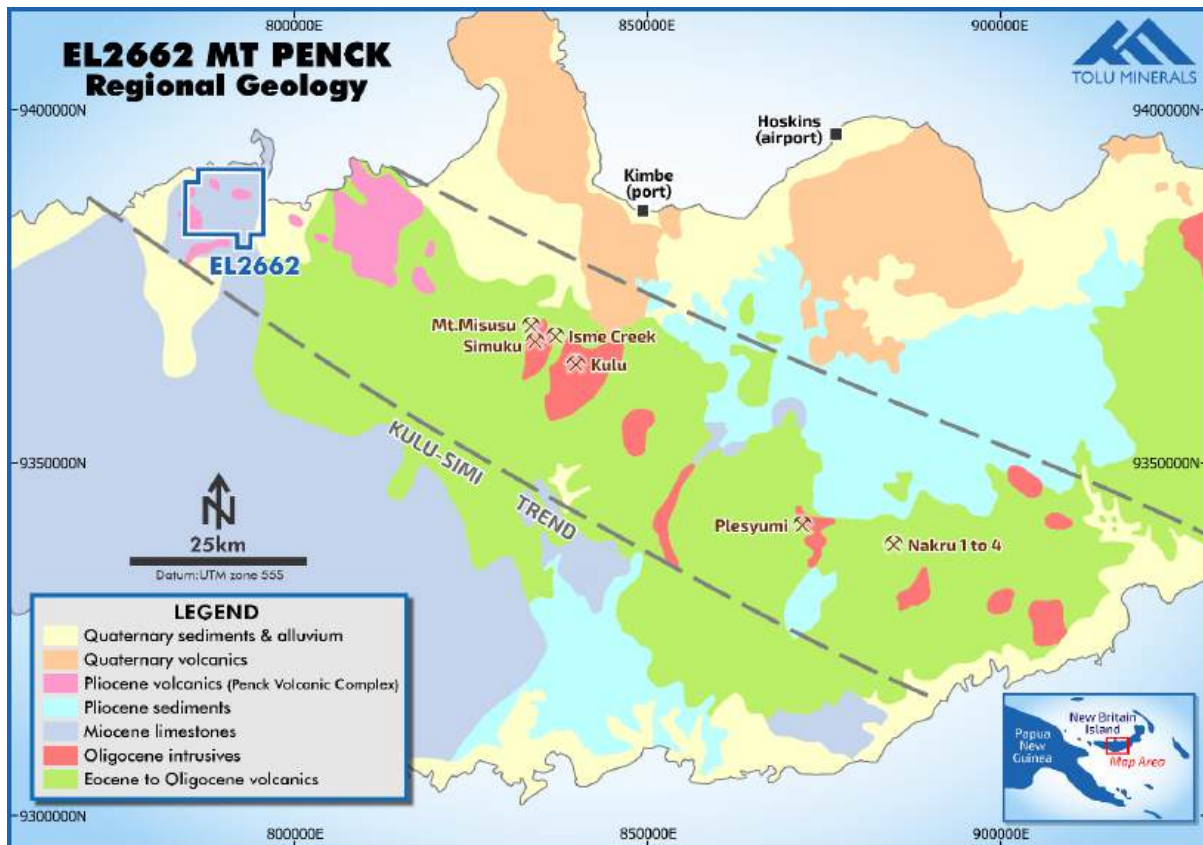 800000E
850000E
900000E
EL2662 MT PENCK
Regional Geology
TOLU MINERALS
9400000N
9400000N
Hoskins
(airport)
Kimbe
(port)
EL2662
Mt.Misusu
Isme Creek
Simuku
Kulu
KULU-SIMI
TREND
9350000N
9350000N
N
25km
Datum:UTM zone 55S
Plesyumi
Nakru 1 to 4
LEGEND
Quaternary sediments & alluvium
Quaternary volcanics
Pliocene volcanics (Penck Volcanic Complex)
Pliocene sediments
Miocene limestones
Oligocene intrusives
Eocene to Oligocene volcanics
New Britain
Island
Papua
New
Guinea
Map Area
9300000N
9300000N
800000E
850000E
900000E